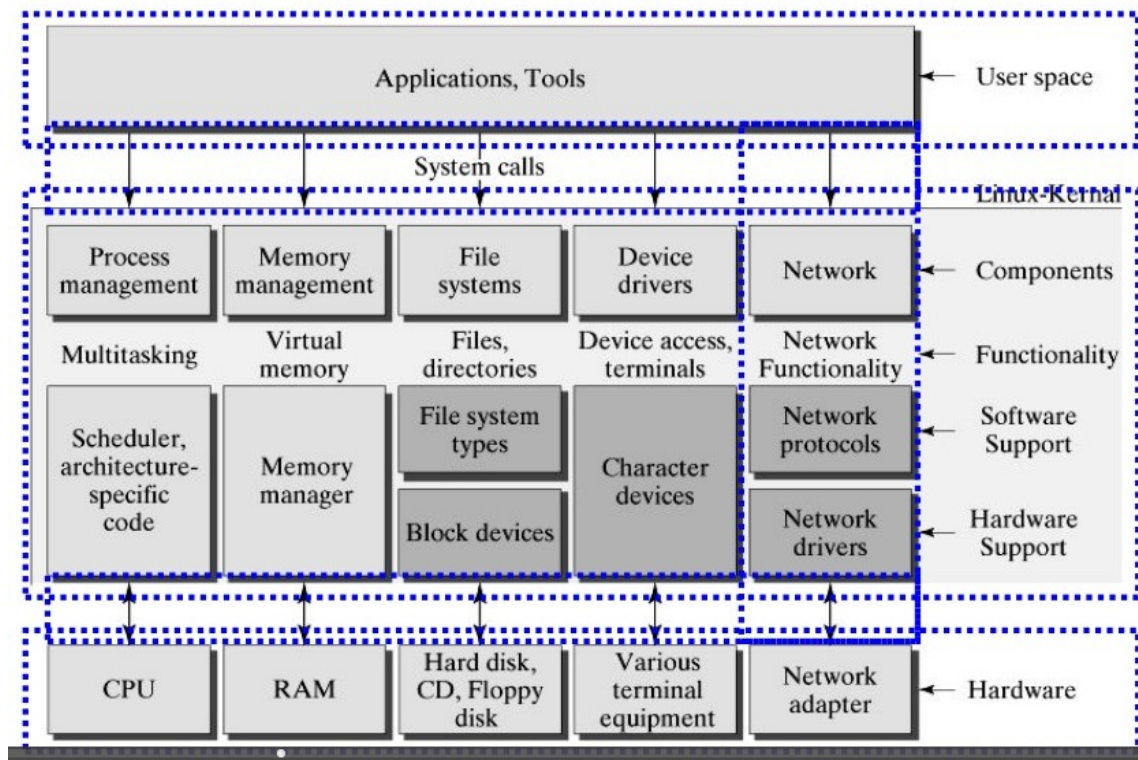 Applications, Tools
User space
System calls
Linux-Kernel
Process
management
Memory
management
File
systems
Device
drivers
Network
Components
Multitasking
Virtual
memory
Files,
directories
Device access,
terminals
Network
Functionality
Functionality
Scheduler,
architecture-
specific
code
Memory
manager
File system
types
Block devices
Character
devices
Network
protocols
Software
Support
Network
drivers
Hardware
Support
CPU
RAM
Hard disk,
CD, Floppy
disk
Various
terminal
equipment
Network
adapter
Hardware